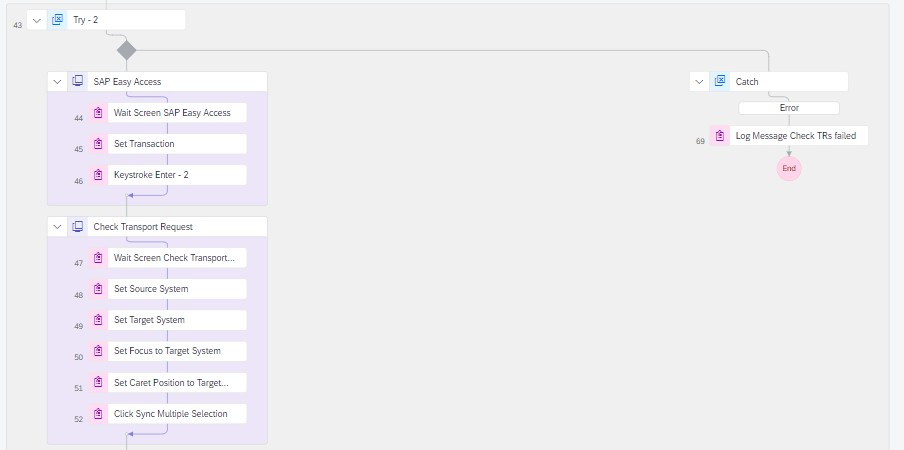 43 Try - 2
SAP Easy Access
44 Wait Screen SAP Easy Access
45 Set Transaction
46 Keystroke Enter - 2
Check Transport Request
47 Wait Screen Check Transport...
48 Set Source System
49 Set Target System
50 Set Focus to Target System
51 Set Caret Position to Target...
52 Click Sync Multiple Selection
Catch
Error
69 Log Message Check TRs failed
End